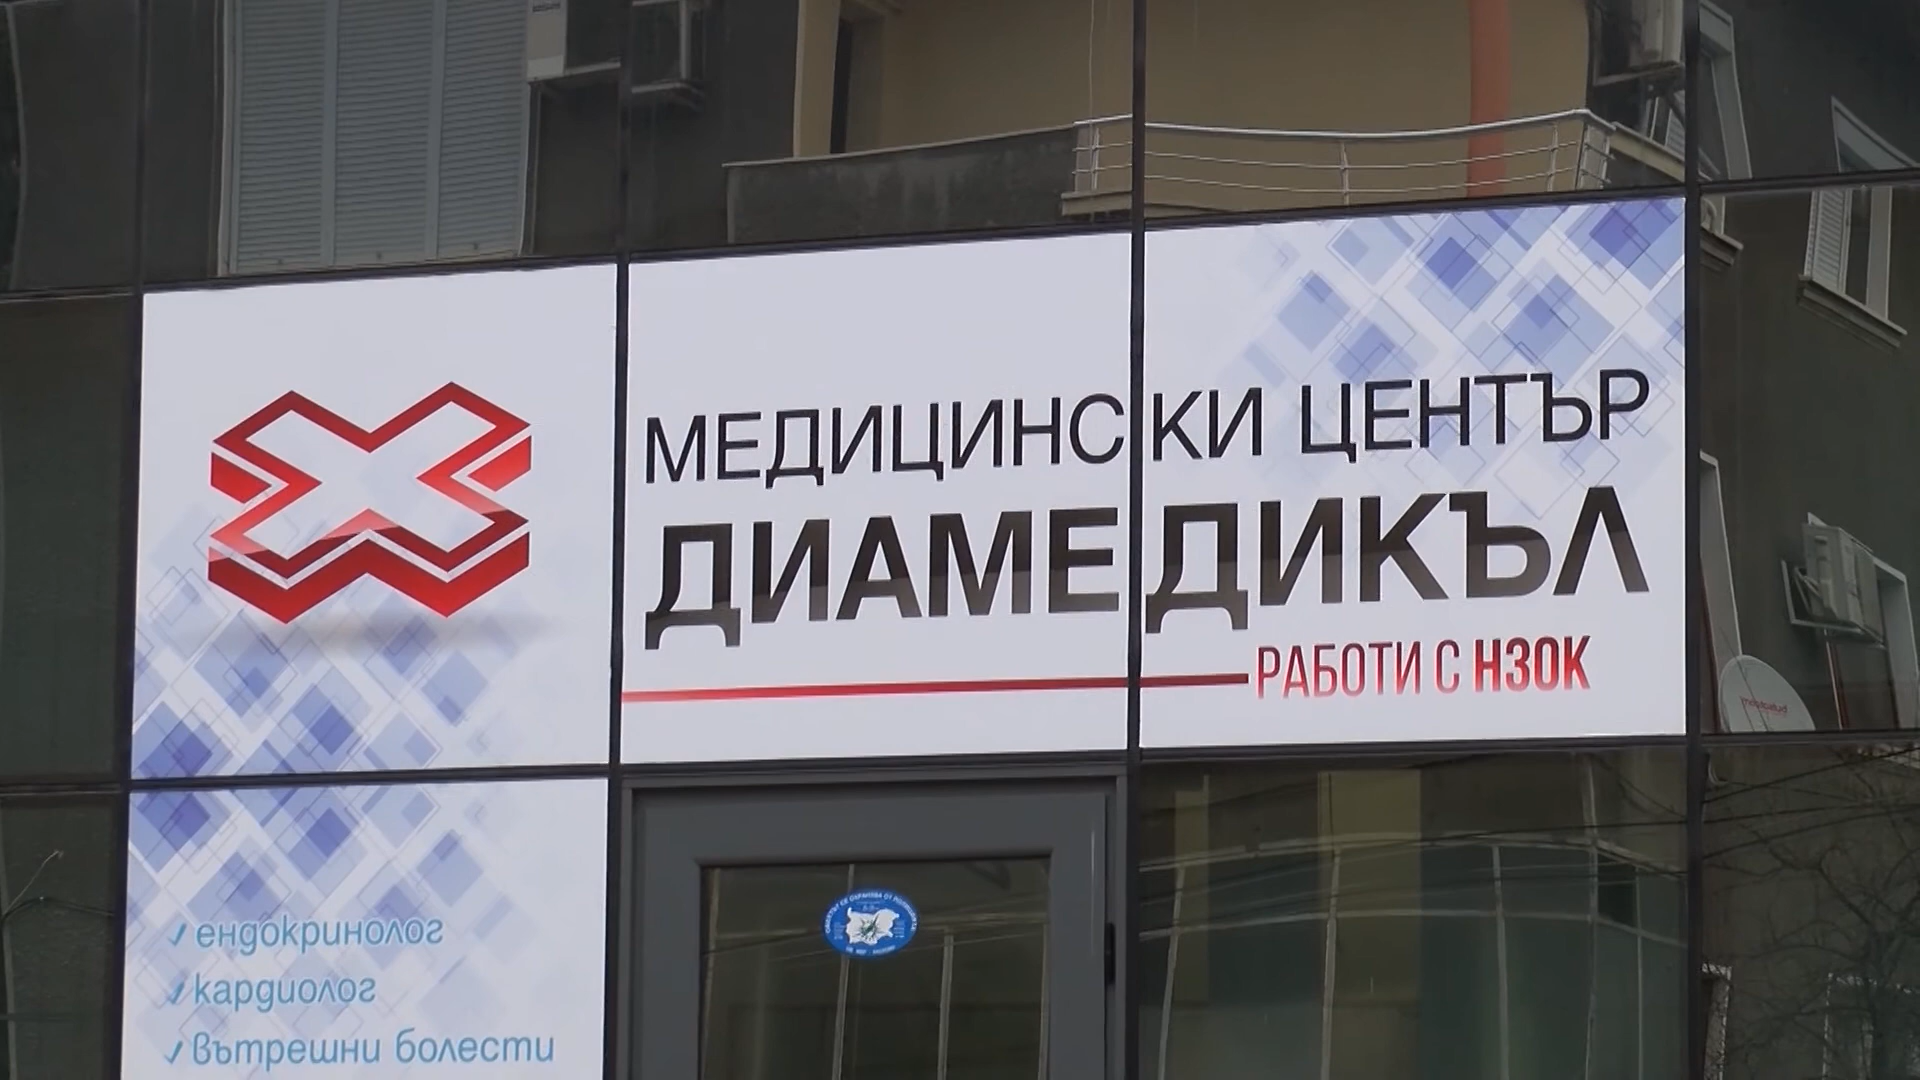 МЕДИЦИНСКИ ЦЕНТЪР
ДИАМЕДИКЪЛ
РАБОТИ С НЗОК
ендокринолог
кардиолог
вътрешни болести